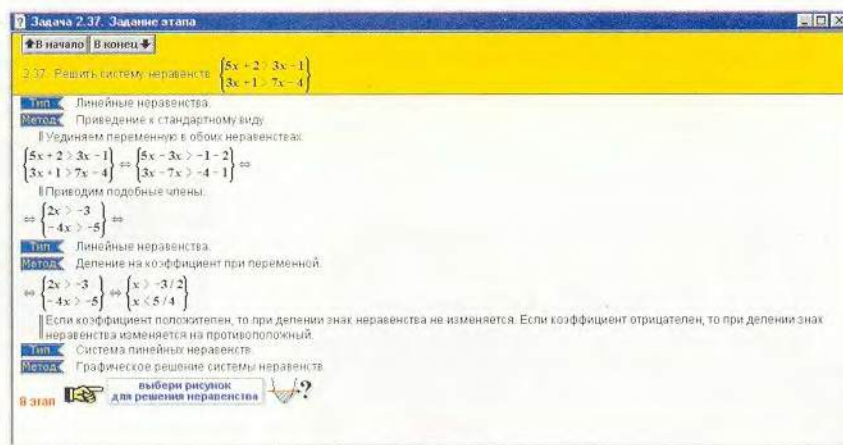 ? Задача 2.37. Задание этапа
В начало В конец
2.37. Решить систему неравенств {5x + 2 > 3x - 1
3x + 1 > 7x - 4}
Тип Линейные неравенства.
Метод Приведение к стандартному виду.
Уединяем переменную в обоих неравенствах.
{5x + 2 > 3x - 1 ⇔ {5x - 3x > -1 - 2 ⇔
3x + 1 > 7x - 4} 3x - 7x > -4 - 1}
Приводим подобные члены.
⇔ {2x > -3 ⇔
-4x > -5}
Тип Линейные неравенства.
Метод Деление на коэффициент при переменной.
⇔ {2x > -3 ⇔ {x > -3/2
-4x > -5} x < 5/4}
Если коэффициент положителен, то при делении знак неравенства не изменяется. Если коэффициент отрицателен, то при делении знак
неравенства изменяется на противоположный.
Тип Система линейных неравенств.
Метод Графическое решение системы неравенств
8 этап выбери рисунок ?
для решения неравенства